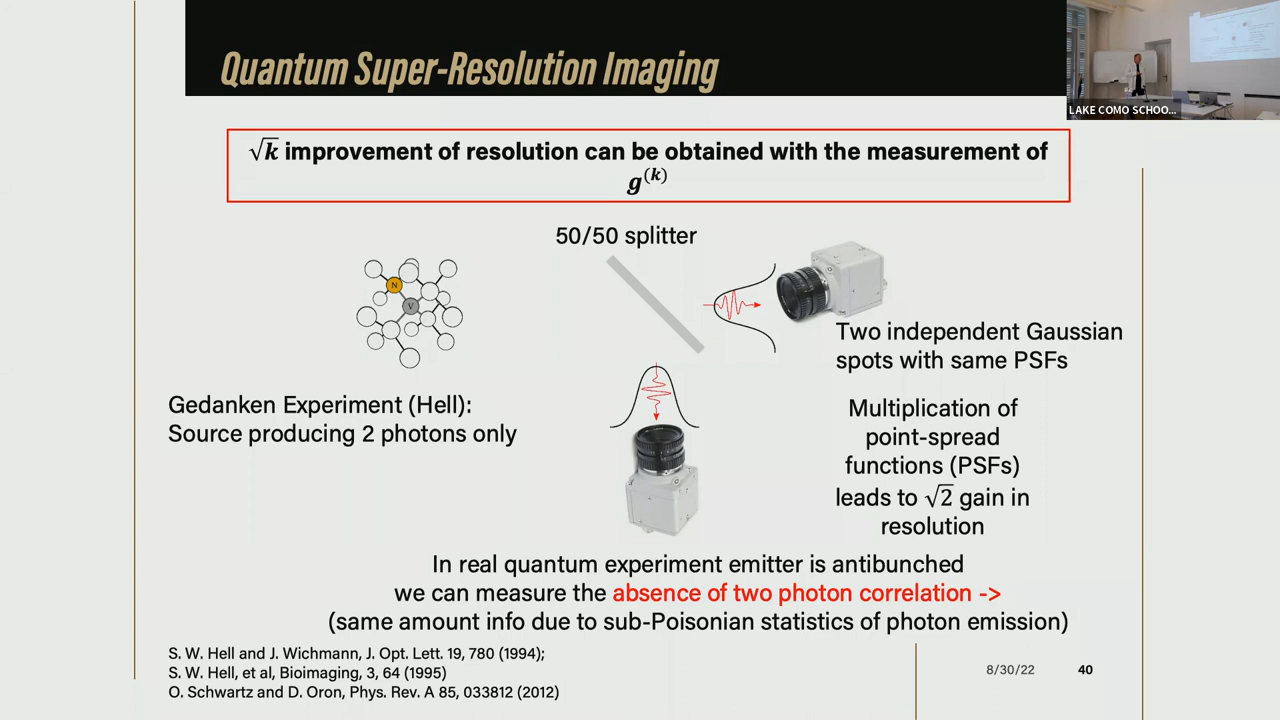 Quantum Super-Resolution Imaging
LAKE COMO SCHOO...
√k improvement of resolution can be obtained with the measurement of
g^(k)
50/50 splitter
N
V
Two independent Gaussian
spots with same PSFs
Gedanken Experiment (Hell):
Source producing 2 photons only
Multiplication of
point-spread
functions (PSFs)
leads to √2 gain in
resolution
In real quantum experiment emitter is antibunched
we can measure the absence of two photon correlation ->
(same amount info due to sub-Poisonian statistics of photon emission)
S. W. Hell and J. Wichmann, J. Opt. Lett. 19, 780 (1994);
S. W. Hell, et al, Bioimaging, 3, 64 (1995)
O. Schwartz and D. Oron, Phys. Rev. A 85, 033812 (2012)
8/30/22
40